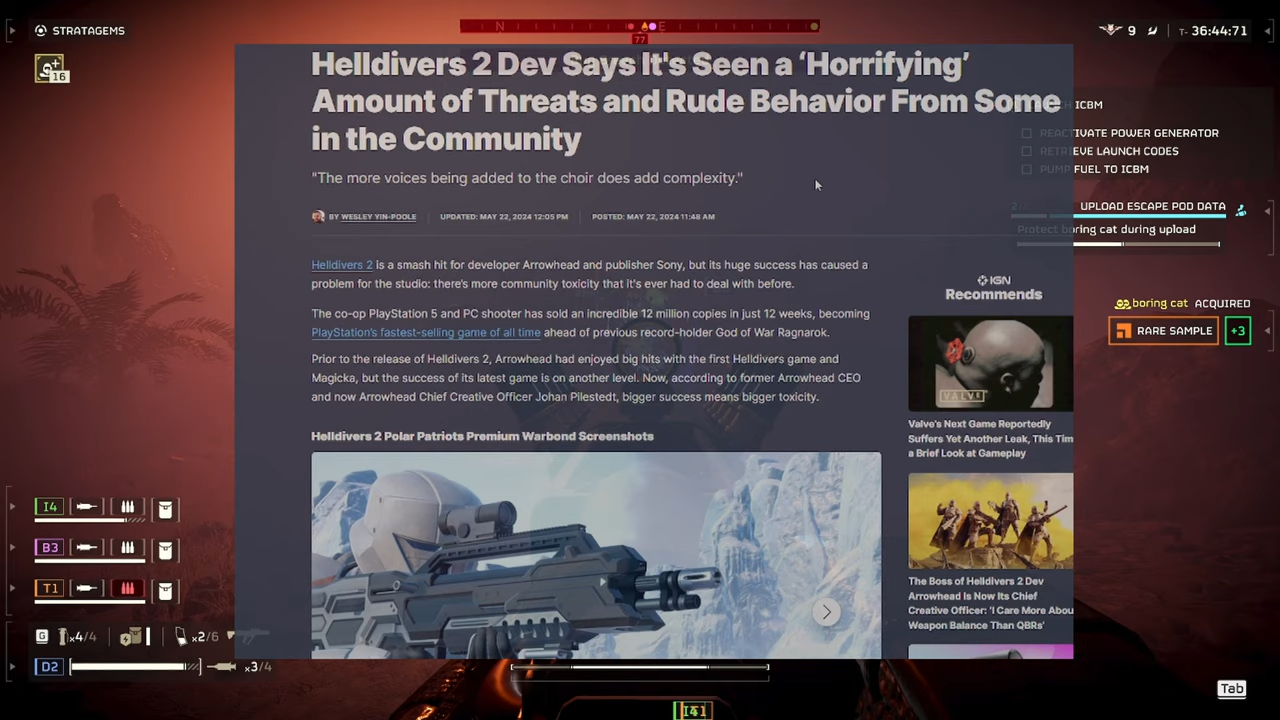 STRATAGEMS
16
N
E
77
9
T- 36:44:71
Helldivers 2 Dev Says It's Seen a ‘Horrifying’
Amount of Threats and Rude Behavior From Some
in the Community
"The more voices being added to the choir does add complexity."
BY WESLEY YIN-POOLE
UPDATED: MAY 22, 2024 12:05 PM
POSTED: MAY 22, 2024 11:48 AM
ICBM
REACTIVATE POWER GENERATOR
RETRIEVE LAUNCH CODES
PUMP FUEL TO ICBM
UPLOAD ESCAPE POD DATA
Protect boring cat during upload
boring cat ACQUIRED
RARE SAMPLE +3
Helldivers 2 is a smash hit for developer Arrowhead and publisher Sony, but its huge success has caused a
problem for the studio: there's more community toxicity that it's ever had to deal with before.
The co-op PlayStation 5 and PC shooter has sold an incredible 12 million copies in just 12 weeks, becoming
PlayStation's fastest-selling game of all time ahead of previous record-holder God of War Ragnarok.
Prior to the release of Helldivers 2, Arrowhead had enjoyed big hits with the first Helldivers game and
Magicka, but the success of its latest game is on another level. Now, according to former Arrowhead CEO
and now Arrowhead Chief Creative Officer Johan Pilestedt, bigger success means bigger toxicity.
Helldivers 2 Polar Patriots Premium Warbond Screenshots
IGN
Recommends
VALVE
Valve's Next Game Reportedly
Suffers Yet Another Leak, This Tim
a Brief Look at Gameplay
The Boss of Helldivers 2 Dev
Arrowhead Is Now Its Chief
Creative Officer: 'I Care More Abou
Weapon Balance Than QBs'
I4
B3
T1
G x4/4 x2/6
D2 x3/4
Tab